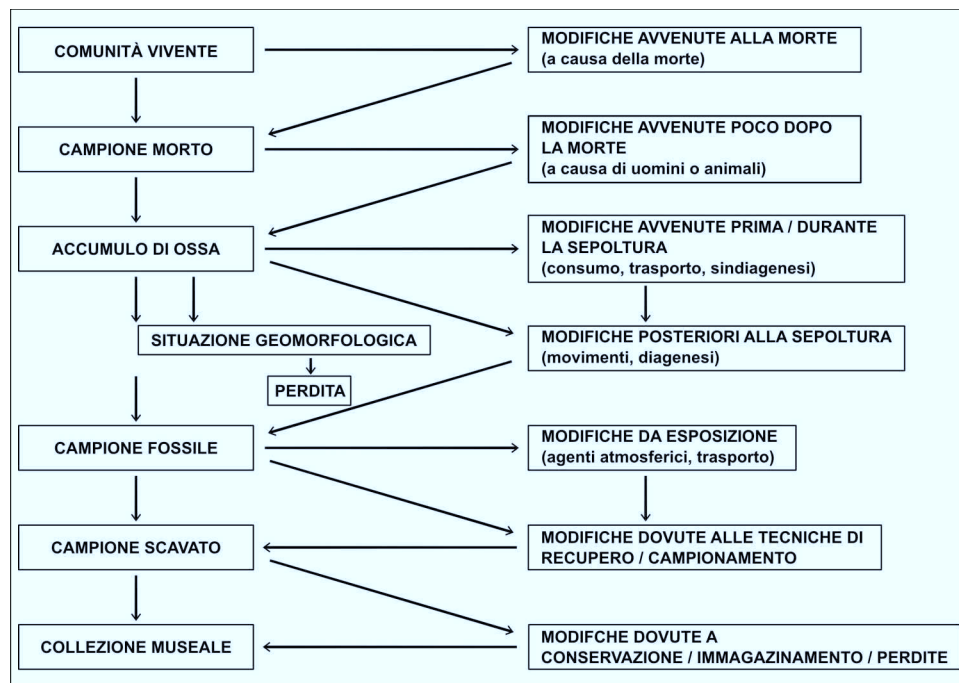 COMUNITÀ VIVENTE
MODIFICHE AVVENUTE ALLA MORTE
(a causa della morte)
CAMPIONE MORTO
MODIFICHE AVVENUTE POCO DOPO
LA MORTE
(a causa di uomini o animali)
ACCUMULO DI OSSA
MODIFICHE AVVENUTE PRIMA / DURANTE
LA SEPOLTURA
(consumo, trasporto, sindiagenesi)
SITUAZIONE GEOMORFOLOGICA
MODIFICHE POSTERIORI ALLA SEPOLTURA
(movimenti, diagenesi)
PERDITA
CAMPIONE FOSSILE
MODIFICHE DA ESPOSIZIONE
(agenti atmosferici, trasporto)
CAMPIONE SCAVATO
MODIFICHE DOVUTE ALLE TECNICHE DI
RECUPERO / CAMPIONAMENTO
COLLEZIONE MUSEALE
MODIFCHE DOVUTE A
CONSERVAZIONE / IMMAGAZINAMENTO / PERDITE